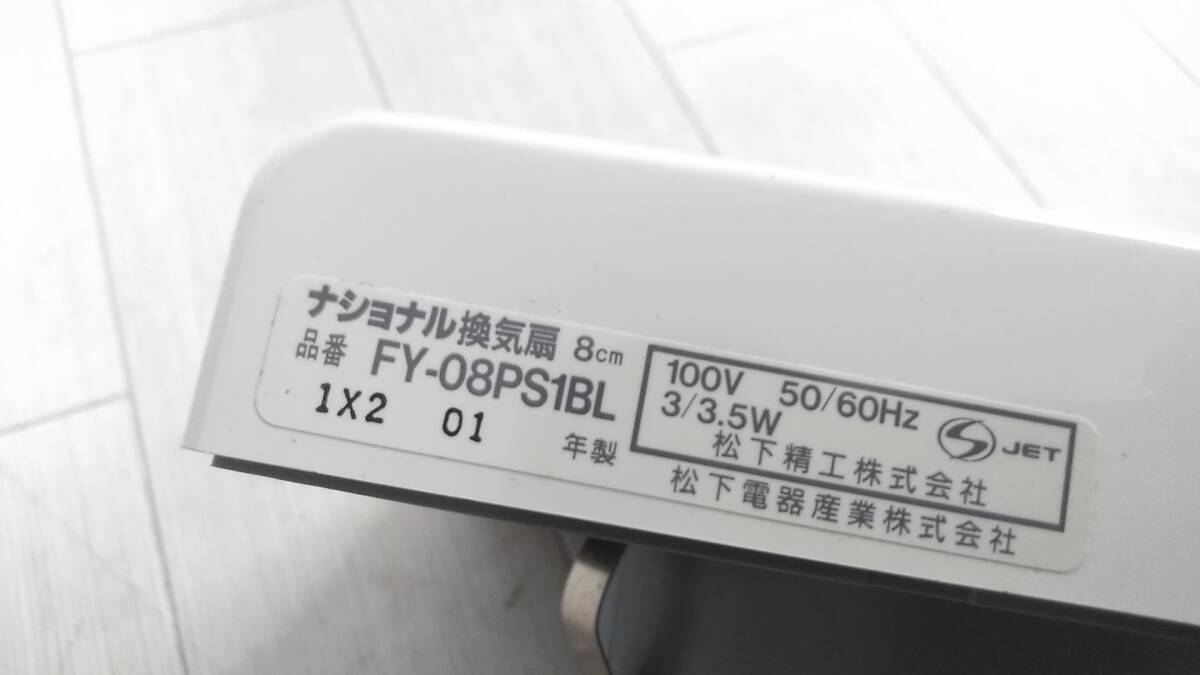 ナショナル換気扇 8cm
品番 FY-08PS1BL
1X2 01 年製
100V 50/60Hz
3/3.5W
JET
松下精工株式会社
松下電器産業株式会社